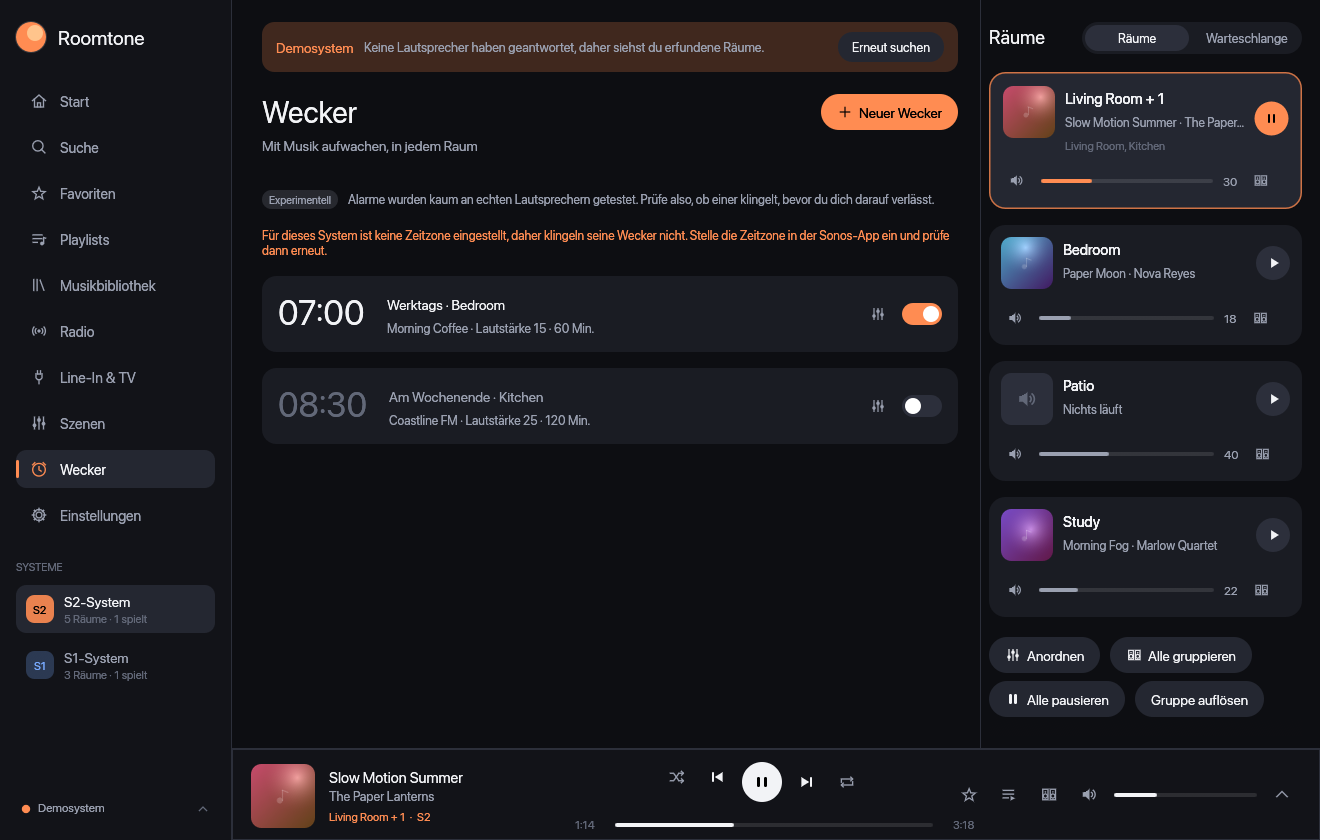 Roomtone
Start
Suche
Favoriten
Playlists
Musikbibliothek
Radio
Line-In & TV
Szenen
Wecker
Einstellungen
SYSTEME
S2
S2-System
5 Räume · 1 spielt
S1
S1-System
3 Räume · 1 spielt
Demosystem
Demosystem Keine Lautsprecher haben geantwortet, daher siehst du erfundene Räume. Erneut suchen
Wecker
+ Neuer Wecker
Mit Musik aufwachen, in jedem Raum
Experimentell Alarme wurden kaum an echten Lautsprechern getestet. Prüfe also, ob einer klingelt, bevor du dich darauf verlässt.
Für dieses System ist keine Zeitzone eingestellt, daher klingeln seine Wecker nicht. Stelle die Zeitzone in der Sonos-App ein und prüfe
dann erneut.
07:00
Werktags · Bedroom
Morning Coffee · Lautstärke 15 · 60 Min.
08:30
Am Wochenende · Kitchen
Coastline FM · Lautstärke 25 · 120 Min.
Räume
Räume
Warteschlange
Living Room + 1
Slow Motion Summer · The Paper...
Living Room, Kitchen
30
Bedroom
Paper Moon · Nova Reyes
18
Patio
Nichts läuft
40
Study
Morning Fog · Marlow Quartet
22
Anordnen
Alle gruppieren
Alle pausieren
Gruppe auflösen
Slow Motion Summer
The Paper Lanterns
Living Room + 1 · S2
1:14
3:18